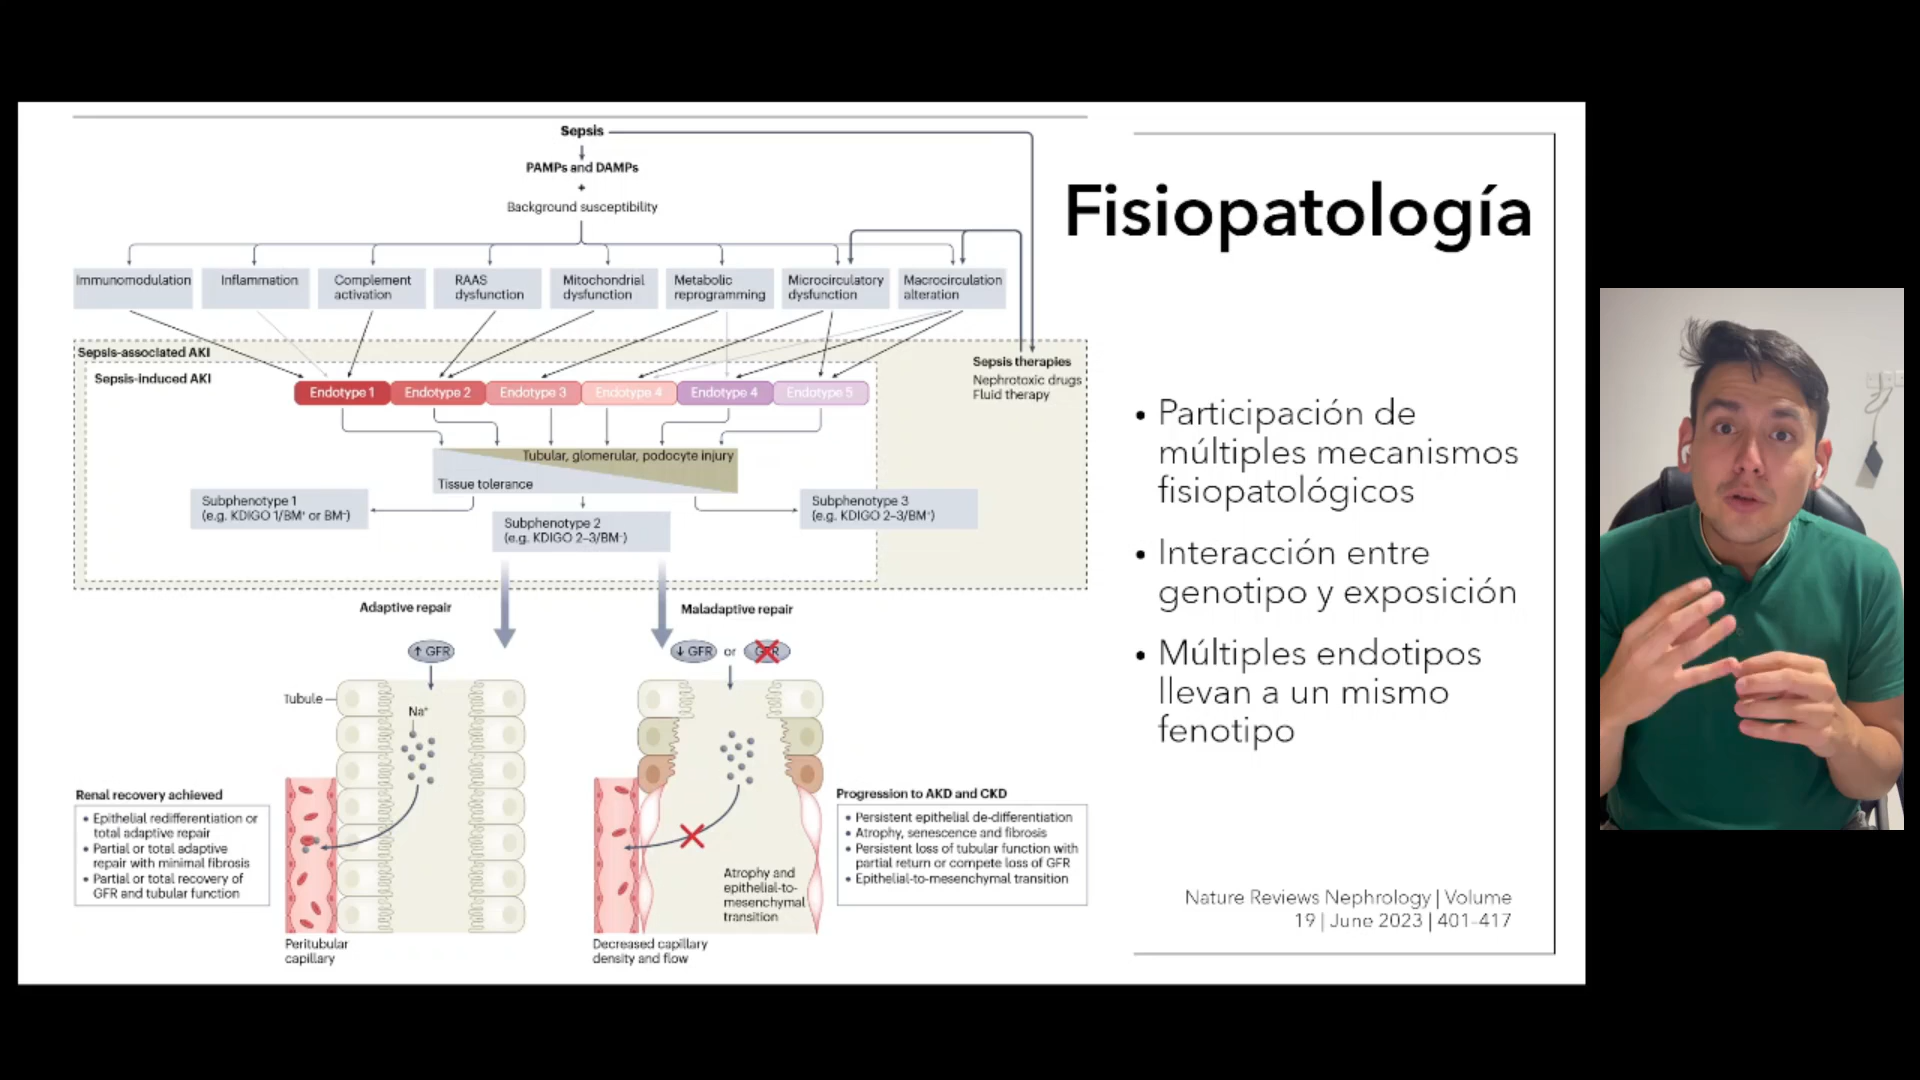 Sepsis
PAMPs and DAMPs
+
Background susceptibility
Immunomodulation
Inflammation
Complement
activation
RAAS
dysfunction
Mitochondrial
dysfunction
Metabolic
reprogramming
Microcirculatory
dysfunction
Macrocirculation
alteration
Sepsis-associated AKI
Sepsis-induced AKI
Sepsis therapies
Nephrotoxic drugs
Fluid therapy
Endotype 1
Endotype 2
Endotype 3
Endotype 4
Endotype 4
Endotype 5
Tubular, glomerular, podocyte injury
Tissue tolerance
Subphenotype 1
(e.g. KDIGO 1/BM⁺ or BM⁻)
Subphenotype 2
(e.g. KDIGO 2–3/BM⁻)
Subphenotype 3
(e.g. KDIGO 2–3/BM⁺)
Adaptive repair
Maladaptive repair
↑ GFR
↓ GFR or GFR
Tubule
Na⁺
Renal recovery achieved
• Epithelial redifferentiation or
total adaptive repair
• Partial or total adaptive
repair with minimal fibrosis
• Partial or total recovery of
GFR and tubular function
Peritubular
capillary
Atrophy and
epithelial-to-
mesenchymal
transition
Decreased capillary
density and flow
Progression to AKD and CKD
• Persistent epithelial de-differentiation
• Atrophy, senescence and fibrosis
• Persistent loss of tubular function with
partial return or compete loss of GFR
• Epithelial-to-mesenchymal transition
Fisiopatología
• Participación de
múltiples mecanismos
fisiopatológicos
• Interacción entre
genotipo y exposición
• Múltiples endotipos
llevan a un mismo
fenotipo
Nature Reviews Nephrology | Volume
19 | June 2023 | 401-417